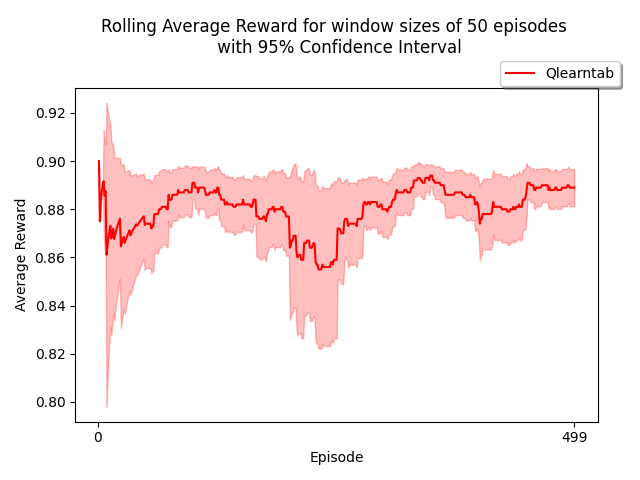 Rolling Average Reward for window sizes of 50 episodes
with 95% Confidence Interval
Qlearntab
0.92
0.90
0.88
0.86
0.84
0.82
0.80
Average Reward
0
499
Episode